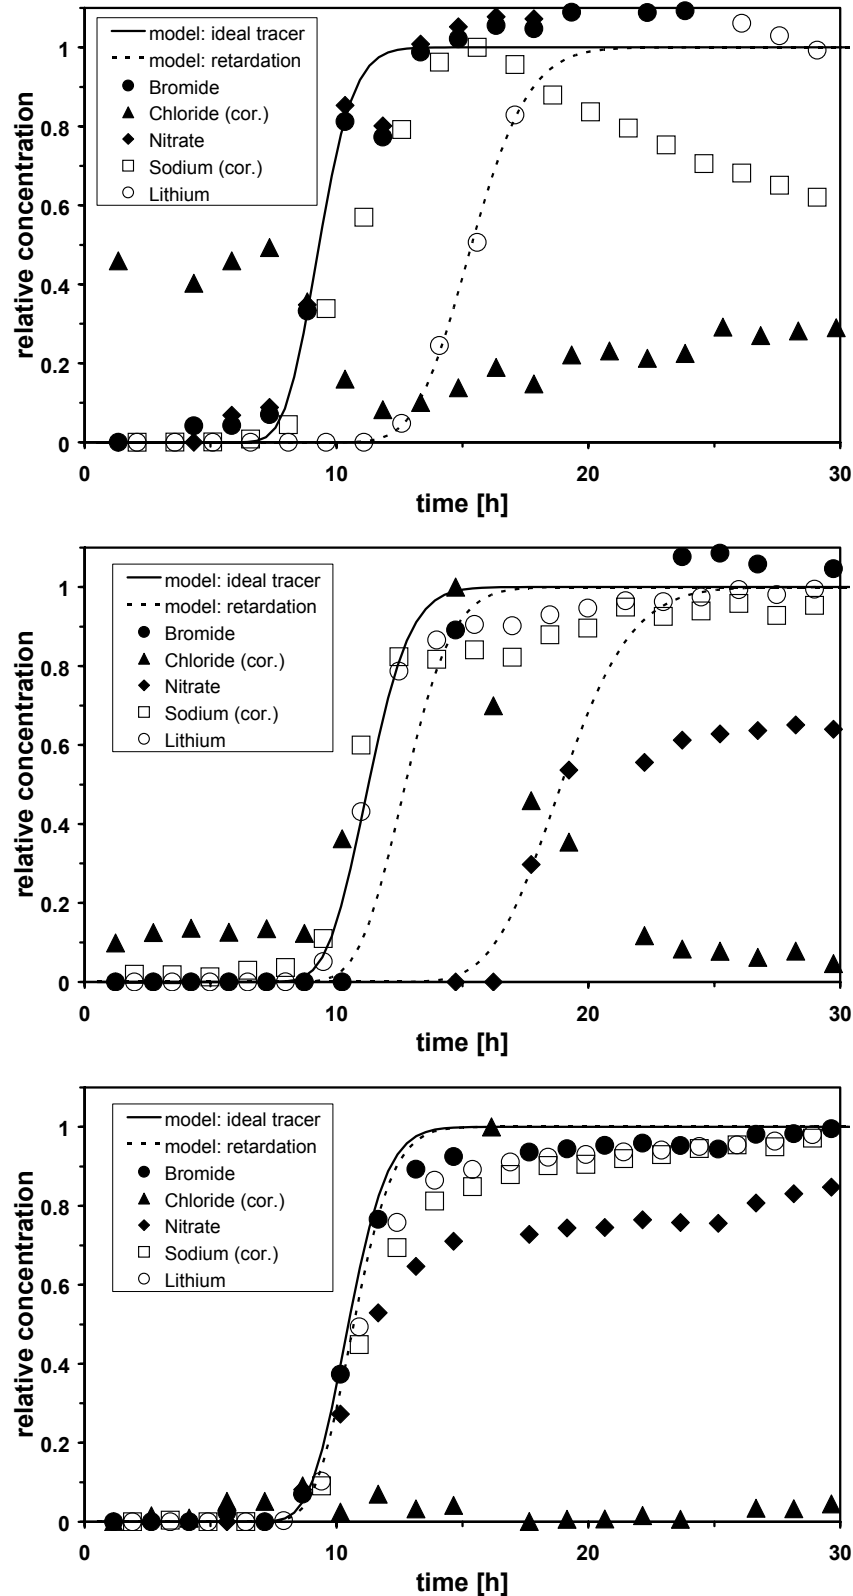 1
0.8
0.6
0.4
0.2
0
relative concentration
model: ideal tracer
model: retardation
Bromide
Chloride (cor.)
Nitrate
Sodium (cor.)
Lithium
0 10 20 30
time [h]
1
0.8
0.6
0.4
0.2
0
relative concentration
model: ideal tracer
model: retardation
Bromide
Chloride (cor.)
Nitrate
Sodium (cor.)
Lithium
0 10 20 30
time [h]
1
0.8
0.6
0.4
0.2
0
relative concentration
model: ideal tracer
model: retardation
Bromide
Chloride (cor.)
Nitrate
Sodium (cor.)
Lithium
0 10 20 30
time [h]